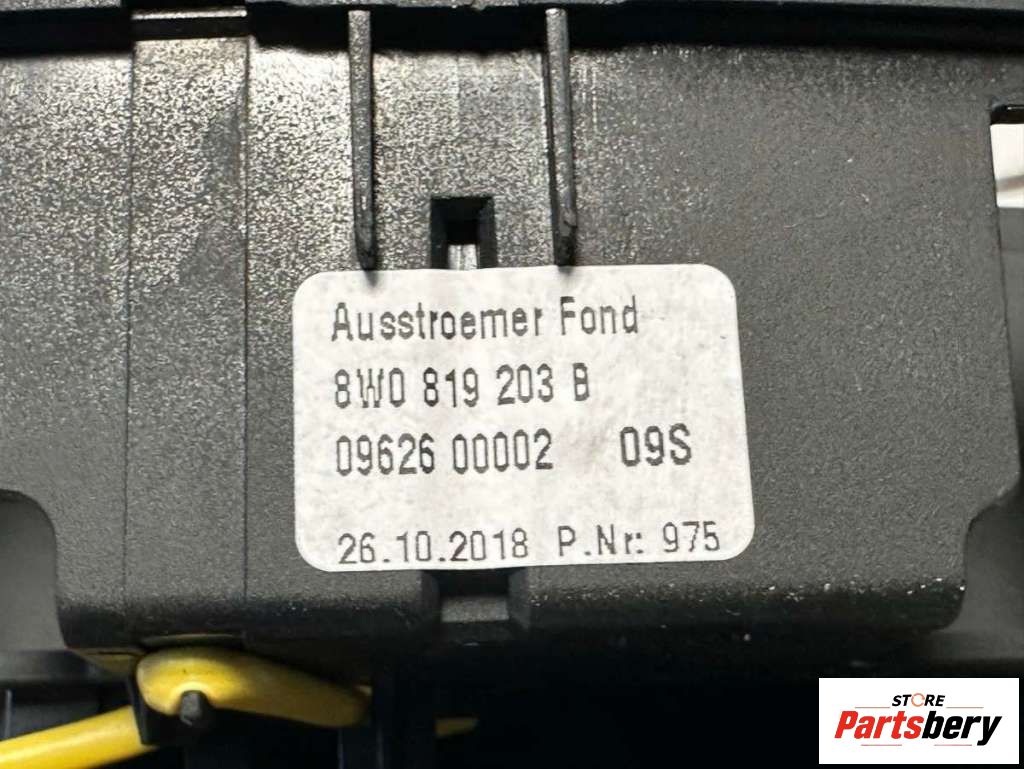 Ausstroemer Fond
8W0 819 203 B
09626 00002 09S
26.10.2018 P.Nr: 975
STORE
Partsbery